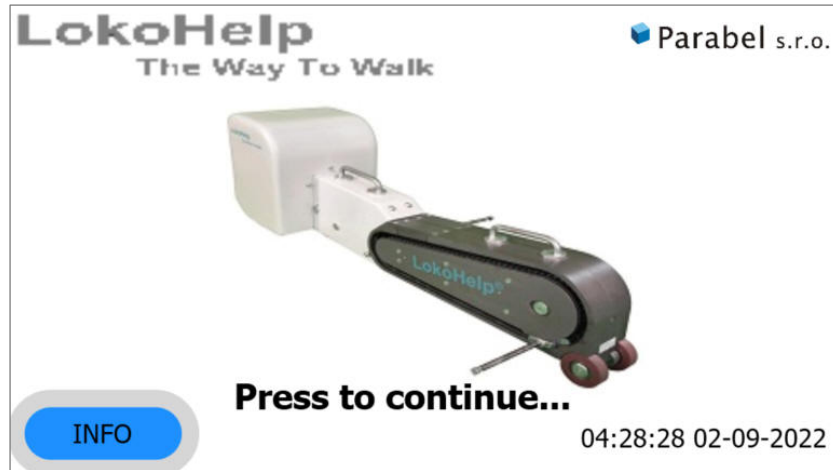 LokoHelp
The Way To Walk
Parabel s.r.o.
LokoHelp®
Press to continue...
INFO
04:28:28 02-09-2022